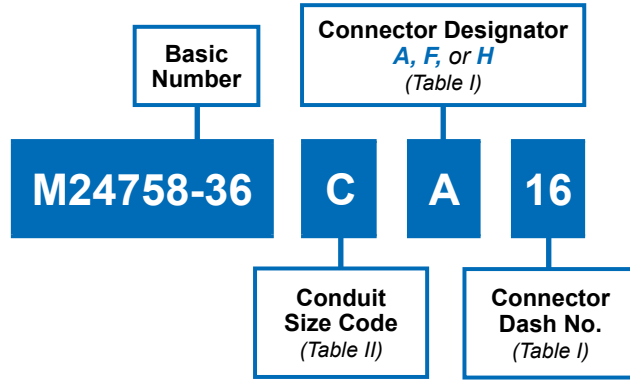 Basic
Number
Connector Designator
A, F, or H
(Table I)
M24758-36 C A 16
Conduit
Size Code
(Table II)
Connector
Dash No.
(Table I)